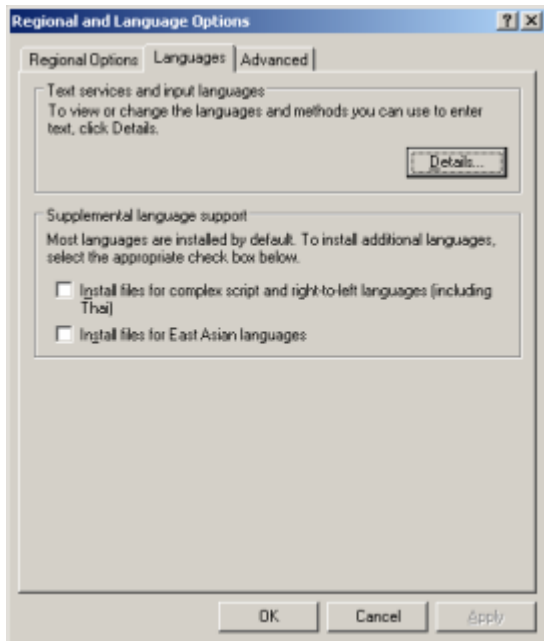 Regional and Language Options
Regional Options Languages Advanced
Text services and input languages
To view or change the languages and methods you can use to enter
text, click Details.
Details...
Supplemental language support
Most languages are installed by default. To install additional languages,
select the appropriate check box below.
Install files for complex script and right-to-left languages (including
Thai)
Install files for East Asian languages
OK Cancel Apply